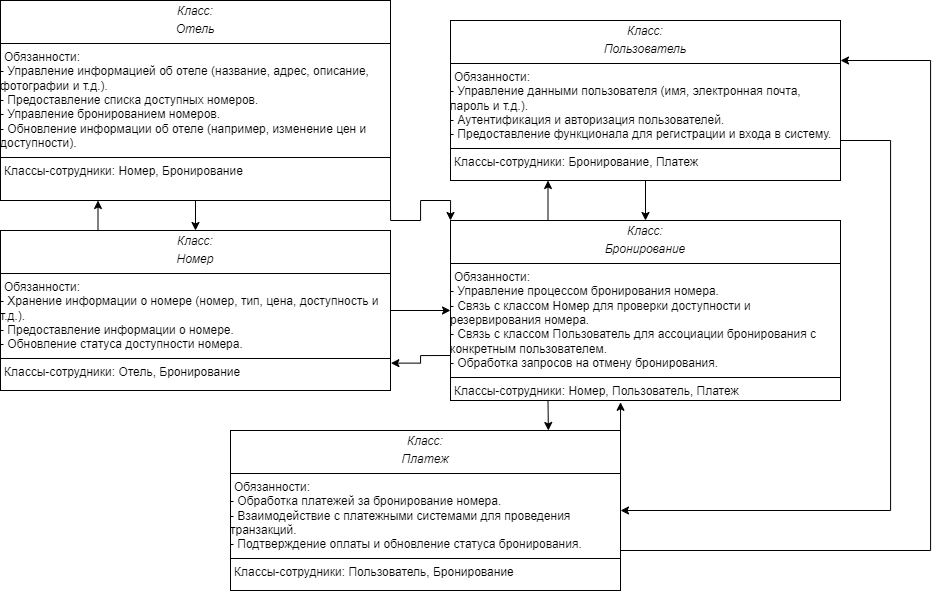 Класс:
Отель
Обязанности:
- Управление информацией об отеле (название, адрес, описание,
фотографии и т.д.).
- Предоставление списка доступных номеров.
- Управление бронированием номеров.
- Обновление информации об отеле (например, изменение цен и
доступности).
Классы-сотрудники: Номер, Бронирование
Класс:
Пользователь
Обязанности:
- Управление данными пользователя (имя, электронная почта,
пароль и т.д.).
- Аутентификация и авторизация пользователей.
- Предоставление функционала для регистрации и входа в систему.
Классы-сотрудники: Бронирование, Платеж
Класс:
Номер
Обязанности:
- Хранение информации о номере (номер, тип, цена, доступность и
т.д.).
- Предоставление информации о номере.
- Обновление статуса доступности номера.
Классы-сотрудники: Отель, Бронирование
Класс:
Бронирование
Обязанности:
- Управление процессом бронирования номера.
- Связь с классом Номер для проверки доступности и
резервирования номера.
- Связь с классом Пользователь для ассоциации бронирования с
конкретным пользователем.
- Обработка запросов на отмену бронирования.
Классы-сотрудники: Номер, Пользователь, Платеж
Класс:
Платеж
Обязанности:
- Обработка платежей за бронирование номера.
- Взаимодействие с платежными системами для проведения
транзакций.
- Подтверждение оплаты и обновление статуса бронирования.
Классы-сотрудники: Пользователь, Бронирование